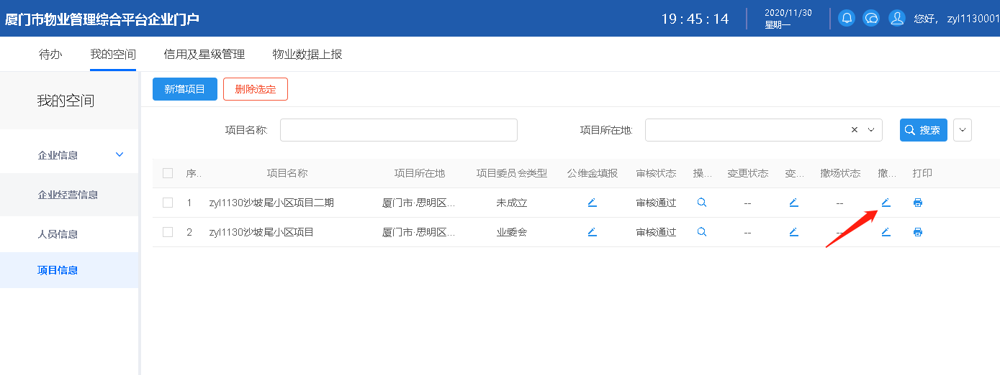 厦门市物业管理综合平台企业门户
19:45:14
2020/11/30
星期一
您好， zyl1130001
待办 我的空间 信用及星级管理 物业数据上报
我的空间
企业信息
企业经营信息
人员信息
项目信息
新增项目 删除选定
项目名称: 项目所在地: 搜索
序.. 项目名称 项目所在地 项目委员会类型 公维金填报 审核状态 操... 变更状态 变... 撤场状态 撤... 打印
1 zyl1130沙坡尾小区项目二期 厦门市·思明区... 未成立 审核通过 -- --
2 zyl1130沙坡尾小区项目 厦门市·思明区... 业委会 审核通过 -- --